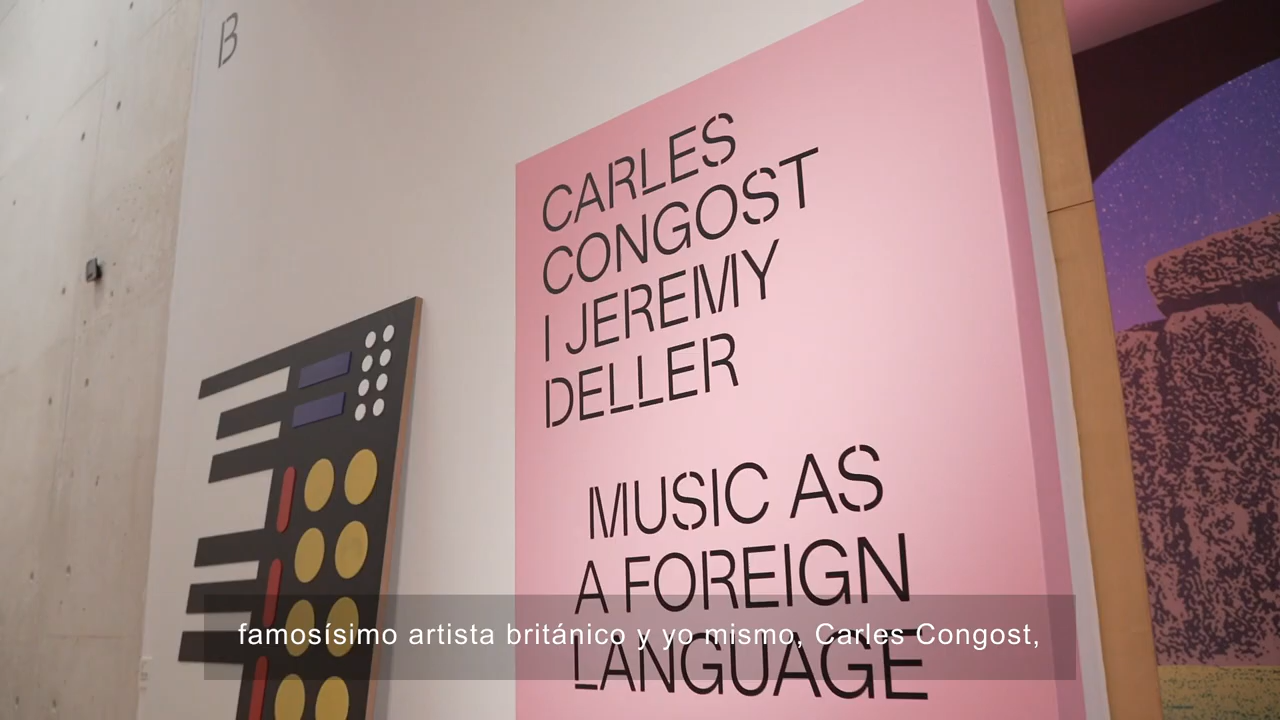 B
CARLES
CONGOST
I JEREMY
DELLER
MUSIC AS
A FOREIGN
LANGUAGE
famosísimo artista británico y yo mismo, Carles Congost,